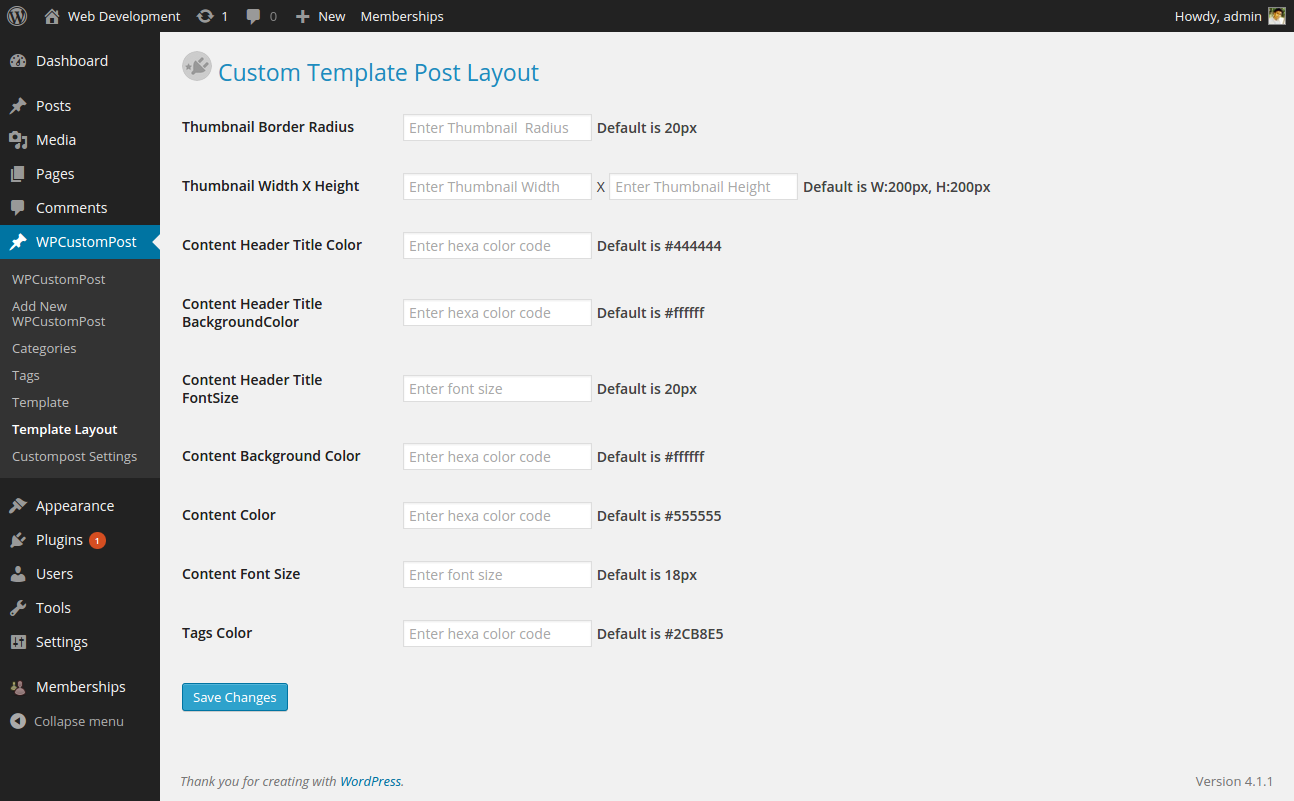 Web Development 1 0 New Memberships Howdy, admin
Dashboard
Posts
Media
Pages
Comments
WPCustomPost
WPCustomPost
Add New
WPCustomPost
Categories
Tags
Template
Template Layout
Custompost Settings
Appearance
Plugins 1
Users
Tools
Settings
Memberships
Collapse menu
Custom Template Post Layout
Thumbnail Border Radius Enter Thumbnail  Radius Default is 20px
Thumbnail Width X Height Enter Thumbnail Width X Enter Thumbnail Height Default is W:200px, H:200px
Content Header Title Color Enter hexa color code Default is #444444
Content Header Title
BackgroundColor Enter hexa color code Default is #ffffff
Content Header Title
FontSize Enter font size Default is 20px
Content Background Color Enter hexa color code Default is #ffffff
Content Color Enter hexa color code Default is #555555
Content Font Size Enter font size Default is 18px
Tags Color Enter hexa color code Default is #2CB8E5
Save Changes
Thank you for creating with WordPress. Version 4.1.1